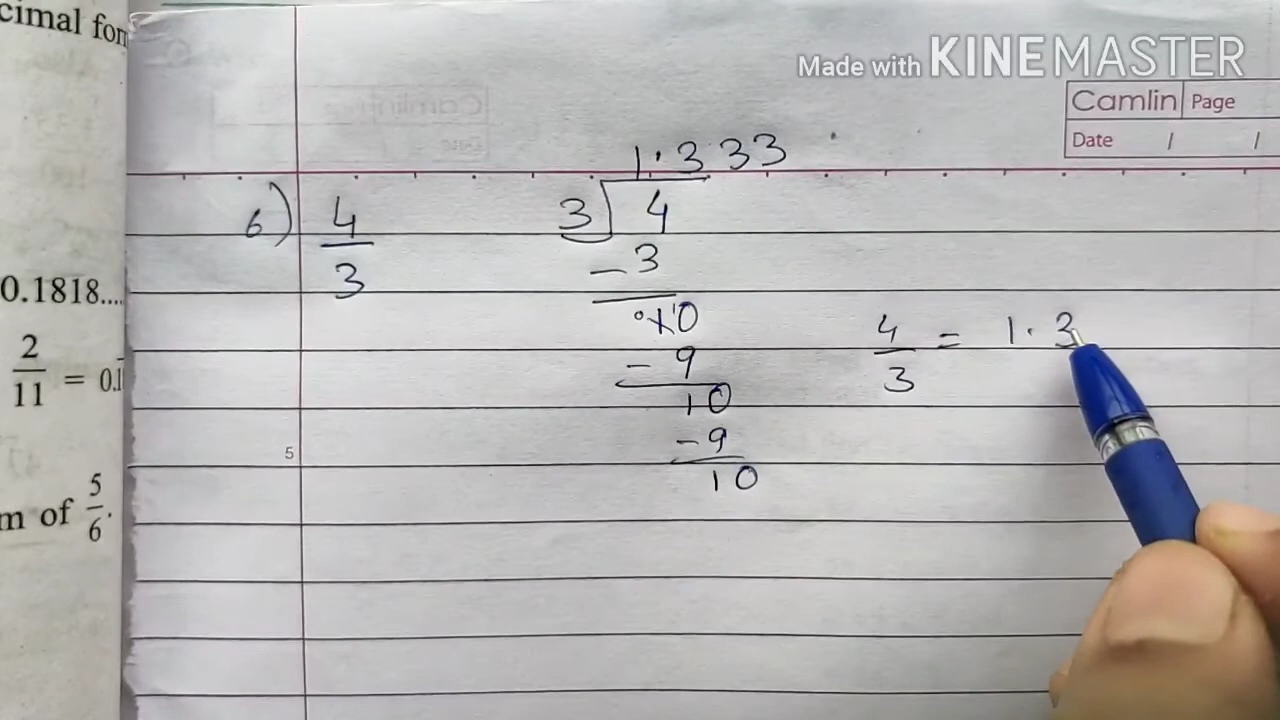 cimal for
Made with KINEMASTER
Camlin Page
Date / /
1.333
6) 4/3 3)4
- 3
10
- 9
10
- 9
10
4/3 = 1.3
0.1818....
2/11 = 0.1
5
m of 5/6.